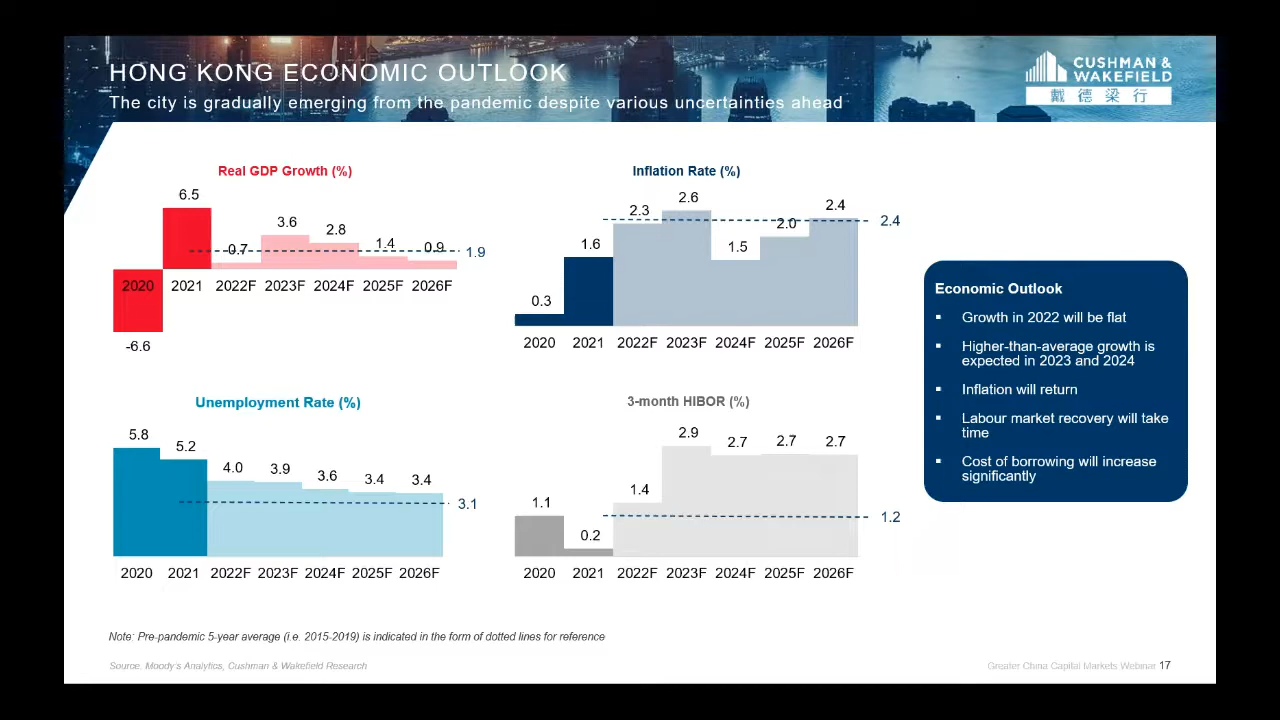 HONG KONG ECONOMIC OUTLOOK
The city is gradually emerging from the pandemic despite various uncertainties ahead
CUSHMAN &
WAKEFIELD
戴德梁行
Real GDP Growth (%)
6.5
3.6
2.8
1.4
0.7
0.9
1.9
2020 2021 2022F 2023F 2024F 2025F 2026F
-6.6
Inflation Rate (%)
2.6
2.3
2.4
2.0
2.4
1.6
1.5
0.3
2020 2021 2022F 2023F 2024F 2025F 2026F
Unemployment Rate (%)
5.8
5.2
4.0
3.9
3.6
3.4
3.4
3.1
2020 2021 2022F 2023F 2024F 2025F 2026F
3-month HIBOR (%)
2.9
2.7
2.7
2.7
1.4
1.1
0.2
1.2
2020 2021 2022F 2023F 2024F 2025F 2026F
Economic Outlook
▪ Growth in 2022 will be flat
▪ Higher-than-average growth is
expected in 2023 and 2024
▪ Inflation will return
▪ Labour market recovery will take
time
▪ Cost of borrowing will increase
significantly
Note: Pre-pandemic 5-year average (i.e. 2015-2019) is indicated in the form of dotted lines for reference
Source: Moody's Analytics, Cushman & Wakefield Research
Greater China Capital Markets Webinar 17